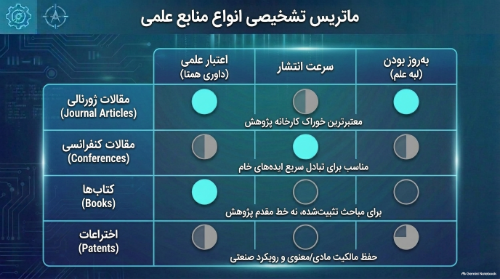 ماتریس تشخیصی انواع منابع علمی
به‌روز بودن
(لبه علم)
سرعت انتشار
اعتبار علمی
(داوری همتا)
مقالات ژورنالی
(Journal Articles)
معتبرترین خوراک کارخانه پژوهش
مقالات کنفرانسی
(Conferences)
مناسب برای تبادل سریع ایده‌های خام
کتاب‌ها
(Books)
برای مباحث تثبیت‌شده، نه خط مقدم پژوهش
اختراعات
(Patents)
حفظ مالکیت مادی/معنوی و رویکرد صنعتی